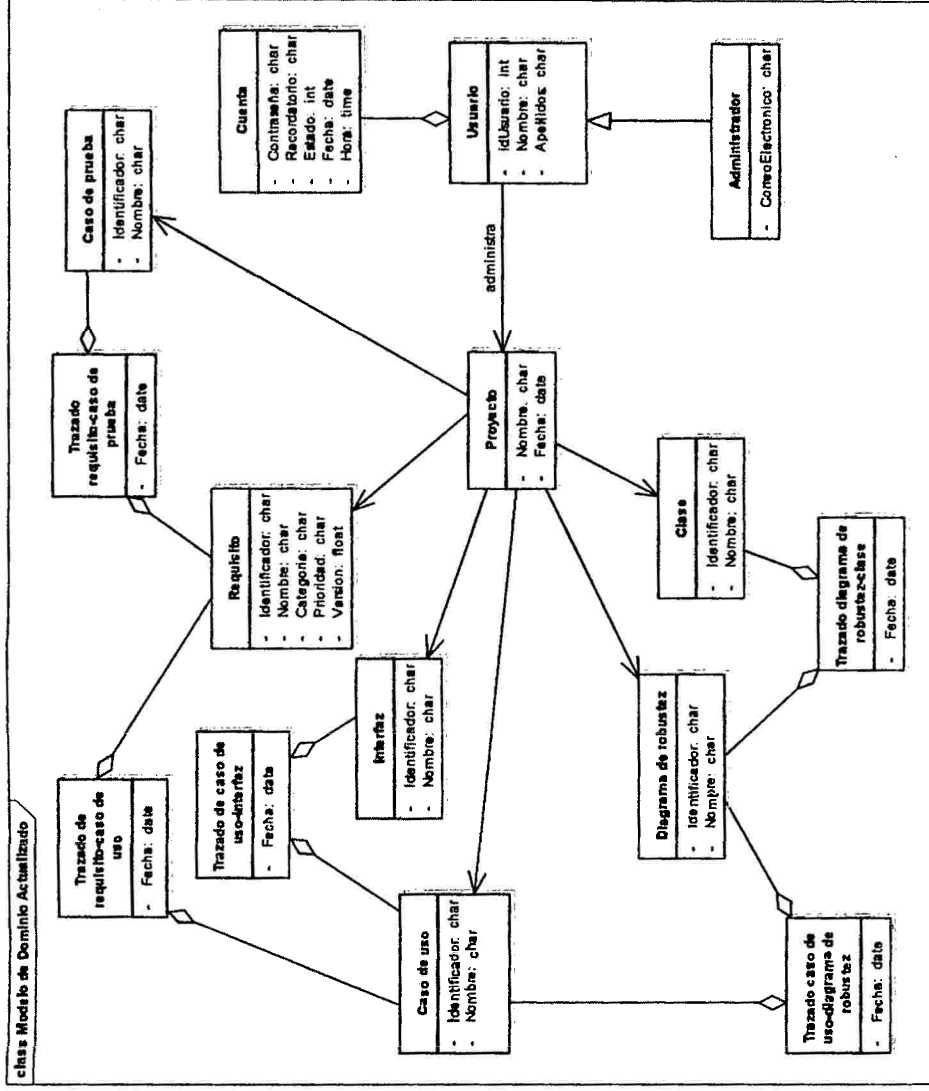 class Modelo de Dominio Actualizado
Trazado de
requisito-caso de
uso
- Fecha: date
Trazado
requisito-caso de
prueba
- Fecha: date
Caso de prueba
- Identificador: char
- Nombre: char
Requisito
- Identificador: char
- Nombre: char
- Categoria: char
- Prioridad: char
- Version: float
Cuenta
- Contraseña: char
- Recordatorio: char
- Estado: int
- Fecha: date
- Hora: time
Trazado de caso de
uso-interfaz
- Fecha: date
Interfaz
- Identificador: char
- Nombre: char
Caso de uso
- Identificador: char
- Nombre: char
Proyecto
- Nombre: char
- Fecha: date
administra
Usuario
- idUsuario: int
- Nombre: char
- Apellidos: char
Diagrama de robustez
- Identificador: char
- Nombre: char
Clase
- Identificador: char
- Nombre: char
Administrador
- CorreoElectronico: char
Trazado caso de
uso-diagrama de
robustez
- Fecha: date
Trazado diagrama de
robustez-clase
- Fecha: date